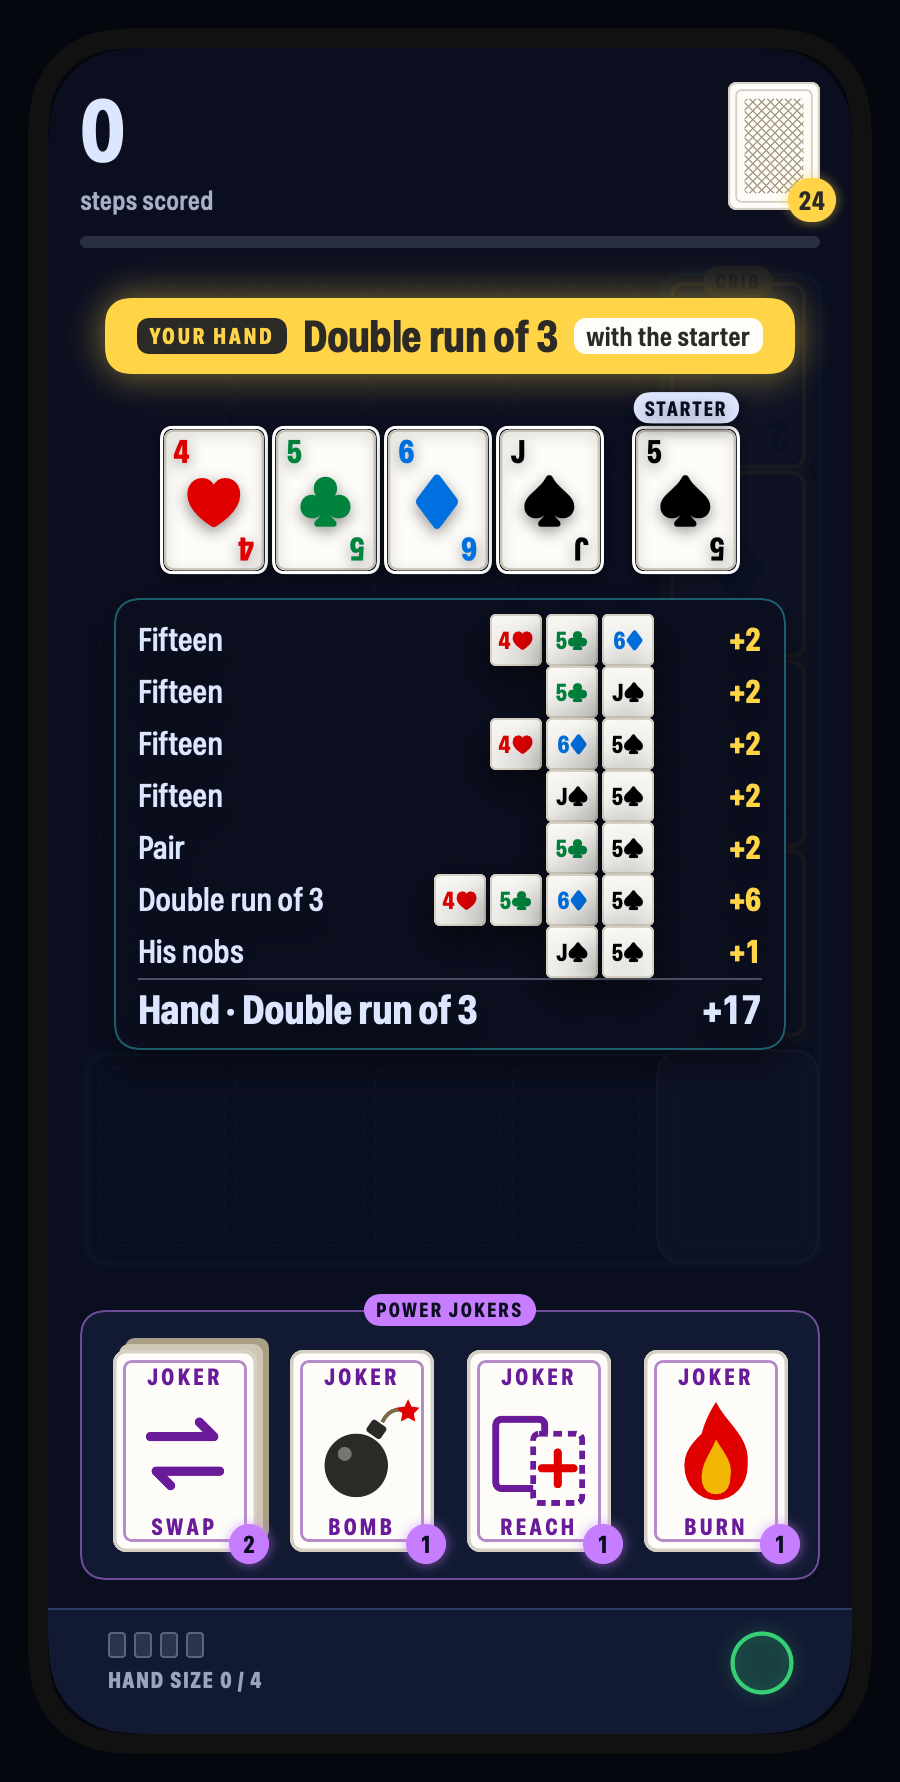 0
steps scored
24
CRIB
YOUR HAND Double run of 3 with the starter
STARTER
4 5 6 J 5
4 5 6 J 5
Fifteen 4♥ 5♣ 6♦ +2
Fifteen 5♣ J♠ +2
Fifteen 4♥ 6♦ 5♠ +2
Fifteen J♠ 5♠ +2
Pair 5♣ 5♠ +2
Double run of 3 4♥ 5♣ 6♦ 5♠ +6
His nobs J♠ 5♠ +1
Hand · Double run of 3 +17
POWER JOKERS
JOKER JOKER JOKER JOKER
SWAP BOMB REACH BURN
2 1 1 1
HAND SIZE 0 / 4